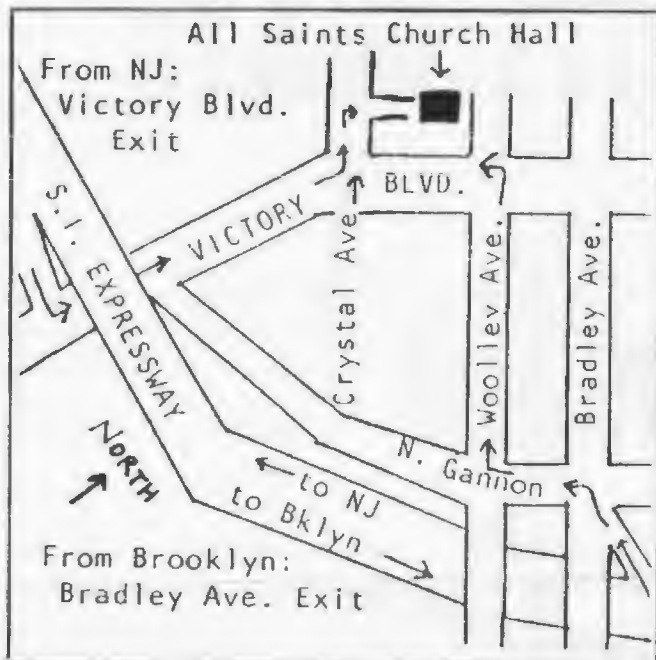 All Saints Church Hall
From NJ:
Victory Blvd.
Exit
VICTORY
BLVD.
S.I. EXPRESSWAY
Crystal Ave
Woolley Ave.
Bradley Ave.
N. Gannon
NORTH
to NJ
to Bklyn
From Brooklyn:
Bradley Ave. Exit